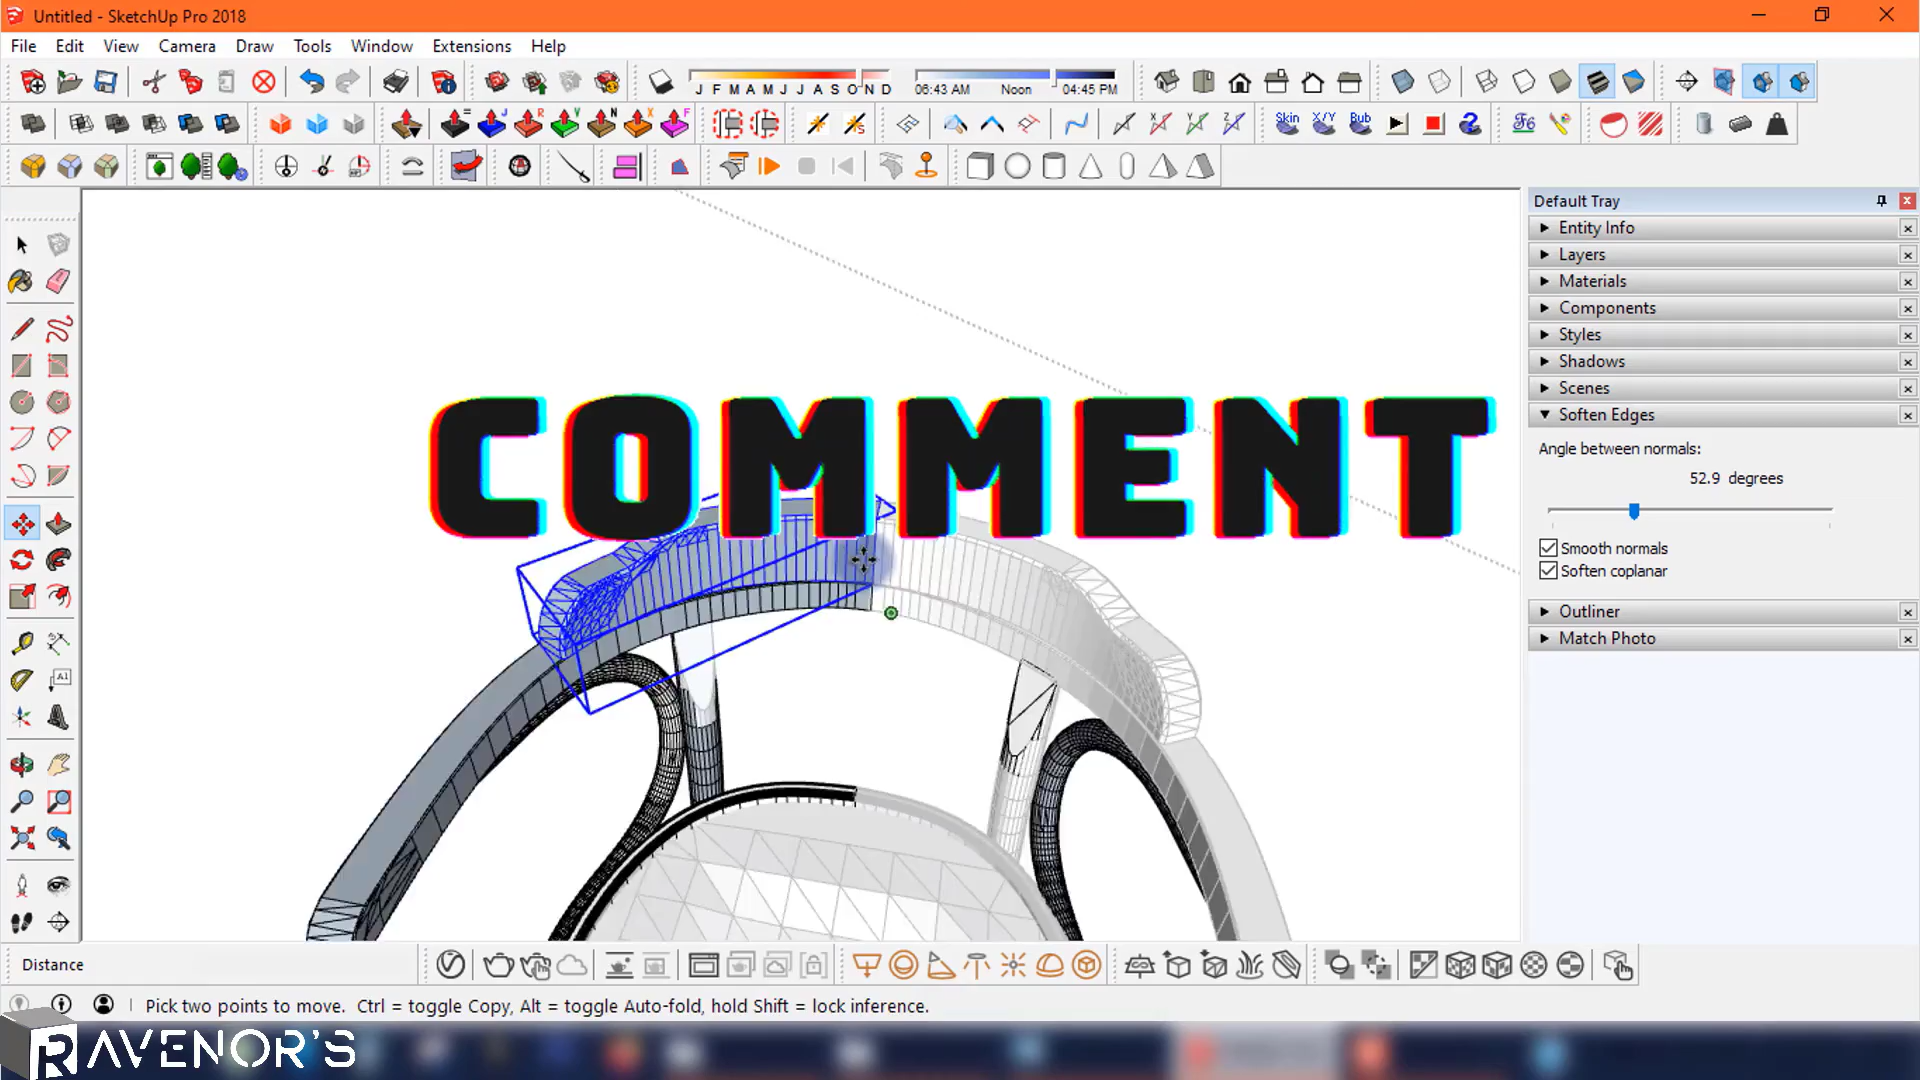 Untitled - SketchUp Pro 2018
File Edit View Camera Draw Tools Window Extensions Help
J F M A M J J A S O N D 06:43 AM Noon 04:45 PM
= J R V N X F Skin X/Y Bub
Default Tray
Entity Info
Layers
Materials
Components
Styles
Shadows
Scenes
Soften Edges
Angle between normals:
52.9 degrees
Smooth normals
Soften coplanar
Outliner
Match Photo
COMMENT
A1
Distance
Pick two points to move. Ctrl = toggle Copy, Alt = toggle Auto-fold, hold Shift = lock inference.
RAVENOR'S